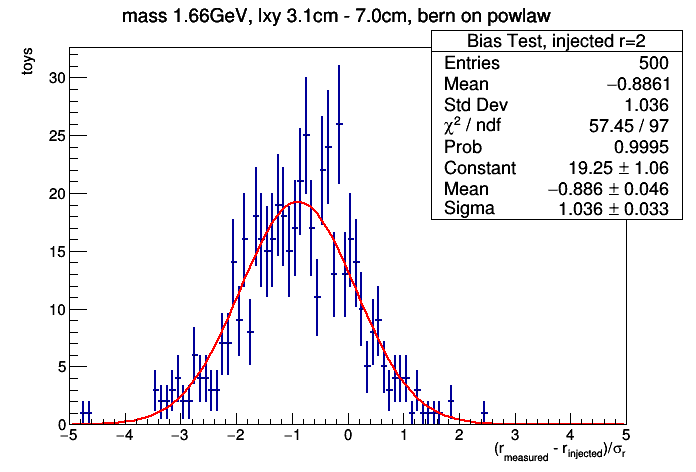 mass 1.66GeV, lxy 3.1cm - 7.0cm, bern on powlaw
Bias Test, injected r=2
Entries 500
Mean −0.8861
Std Dev 1.036
χ² / ndf 57.45 / 97
Prob 0.9995
Constant 19.25 ± 1.06
Mean −0.886 ± 0.046
Sigma 1.036 ± 0.033
toys
30
25
20
15
10
5
0
−5 −4 −3 −2 −1 0 1 2 3 4 5
(r_measured - r_injected)/σ_r